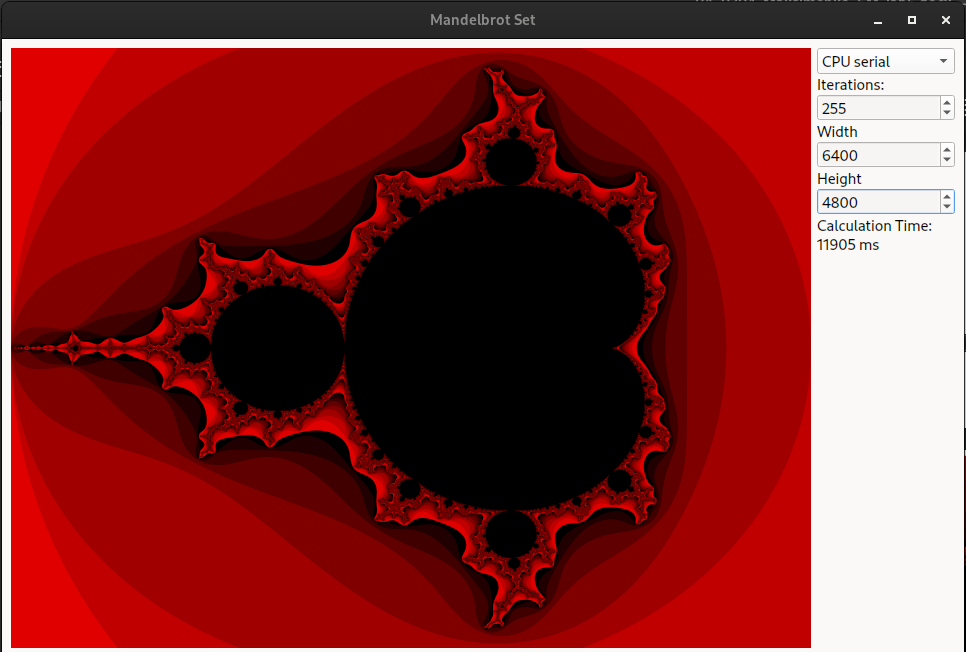 Mandelbrot Set
CPU serial
Iterations:
255
Width
6400
Height
4800
Calculation Time:
11905 ms